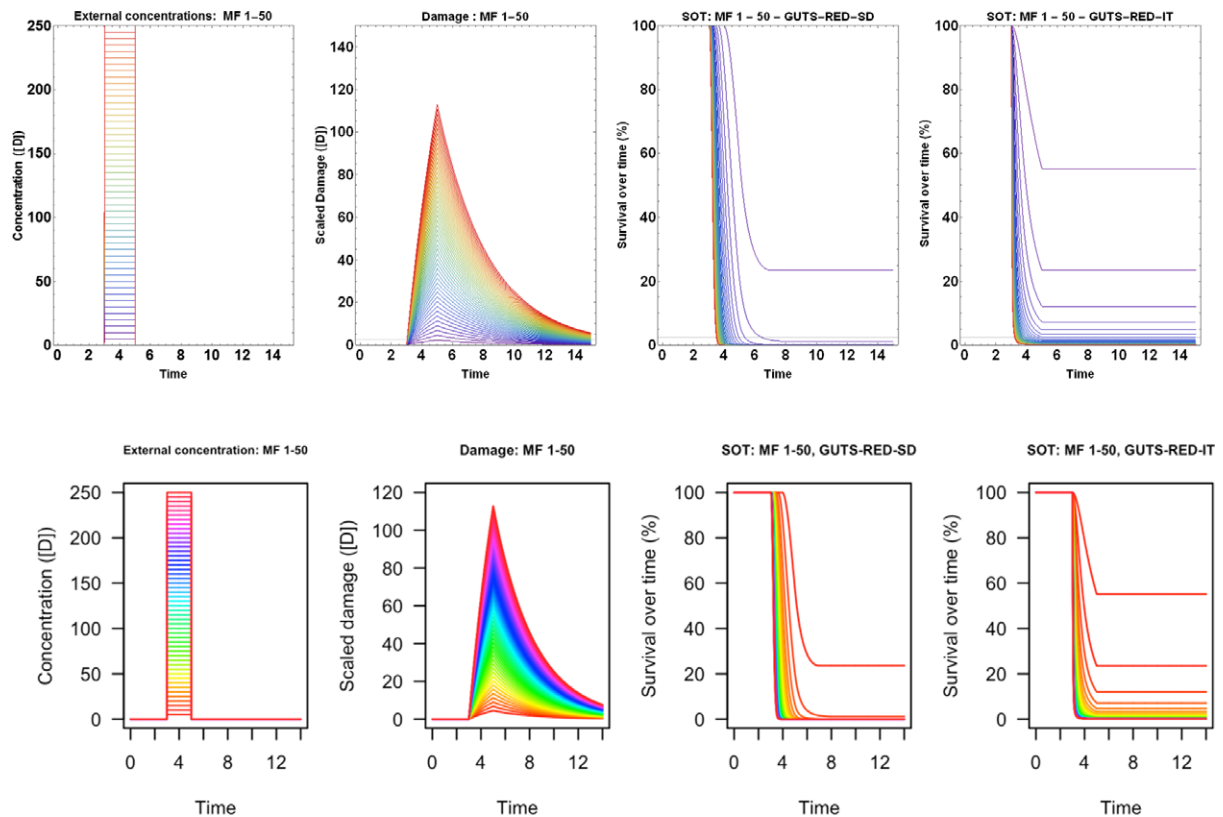 External concentrations: MF 1–50
Concentration ([D])
250
200
150
100
50
0
0 2 4 6 8 10 12 14
Time
Damage : MF 1–50
Scaled Damage ([D])
140
120
100
80
60
40
20
0
0 2 4 6 8 10 12 14
Time
SOT: MF 1 – 50 – GUTS–RED–SD
Survival over time (%)
100
80
60
40
20
0
0 2 4 6 8 10 12 14
Time
SOT: MF 1 – 50 – GUTS–RED–IT
Survival over time (%)
100
80
60
40
20
0
0 2 4 6 8 10 12 14
Time
External concentration: MF 1-50
Concentration ([D])
250
200
150
100
50
0
0 4 8 12
Time
Damage: MF 1-50
Scaled damage ([D])
120
100
80
60
40
20
0
0 4 8 12
Time
SOT: MF 1-50, GUTS-RED-SD
Survival over time (%)
100
80
60
40
20
0
0 4 8 12
Time
SOT: MF 1-50, GUTS-RED-IT
Survival over time (%)
100
80
60
40
20
0
0 4 8 12
Time